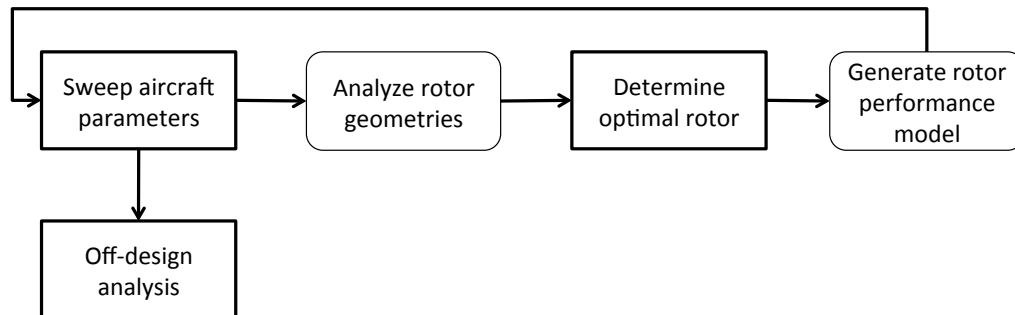 Sweep aircraft
parameters
Analyze rotor
geometries
Determine
optimal rotor
Generate rotor
performance
model
Off-design
analysis